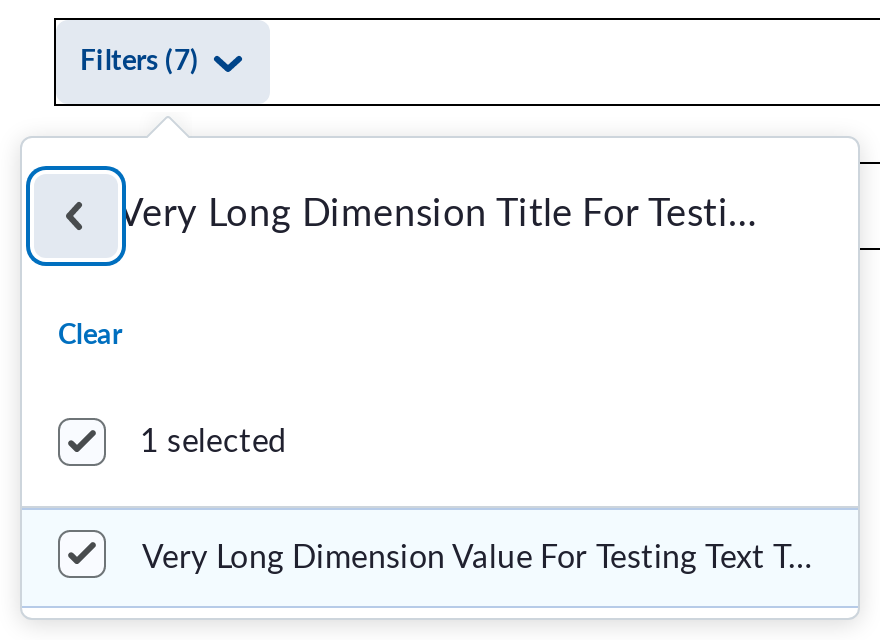 Filters (7)
Very Long Dimension Title For Testi...
Clear
1 selected
Very Long Dimension Value For Testing Text T...